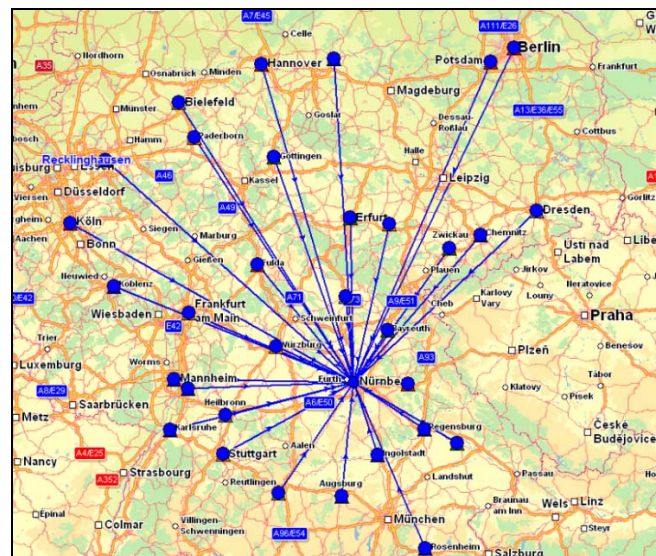 A7/E45
Celle
A111/E26
Berlin
Nordhorn
A35
Hannover
Potsdam
Osnabrück
Minden
Frankfurt
Magdeburg
Bielefeld
Münster
Goslar
Dessau-
Roßlau
A13/E36/E55
Hamm
Paderborn
Cottbus
Recklinghausen
Essen
Göttingen
Halle
A46
Kassel
Leipzig
Düsseldorf
Viersen
A49
Görlitz
Dresden
Köln
Siegen
Marburg
Erfurt
Chemnitz
Zwickau
Aachen
Bonn
Gießen
Fulda
Plauen
Ústí nad
Labem
Neuwied
Koblenz
Jirkov
A71
A9/E51
Cheb
Karlovy
Vary
Louny
Neratovice
Wiesbaden
Frankfurt
am Main
E42
Schweinfurt
Praha
Bayreuth
Trier
Würzburg
Worms
A93
Plzeň
Benešov
Luxemburg
Mannheim
Fürth
Nürnbe
Tábor
A8/E29
Saarbrücken
Heilbronn
A6/E50
Klatovy
Písek
Metz
Karlsruhe
Regensburg
České
Budějovice
A4/E25
Stuttgart
Aalen
Ingolstadt
Nancy
A352
Strasbourg
Reutlingen
Landshut
Passau
Augsburg
Braunau
am Inn
Wels
Linz
Epinal
Colmar
Villingen-
Schwenningen
A96/E54
München
Steyr
Rosenheim
Salzburg